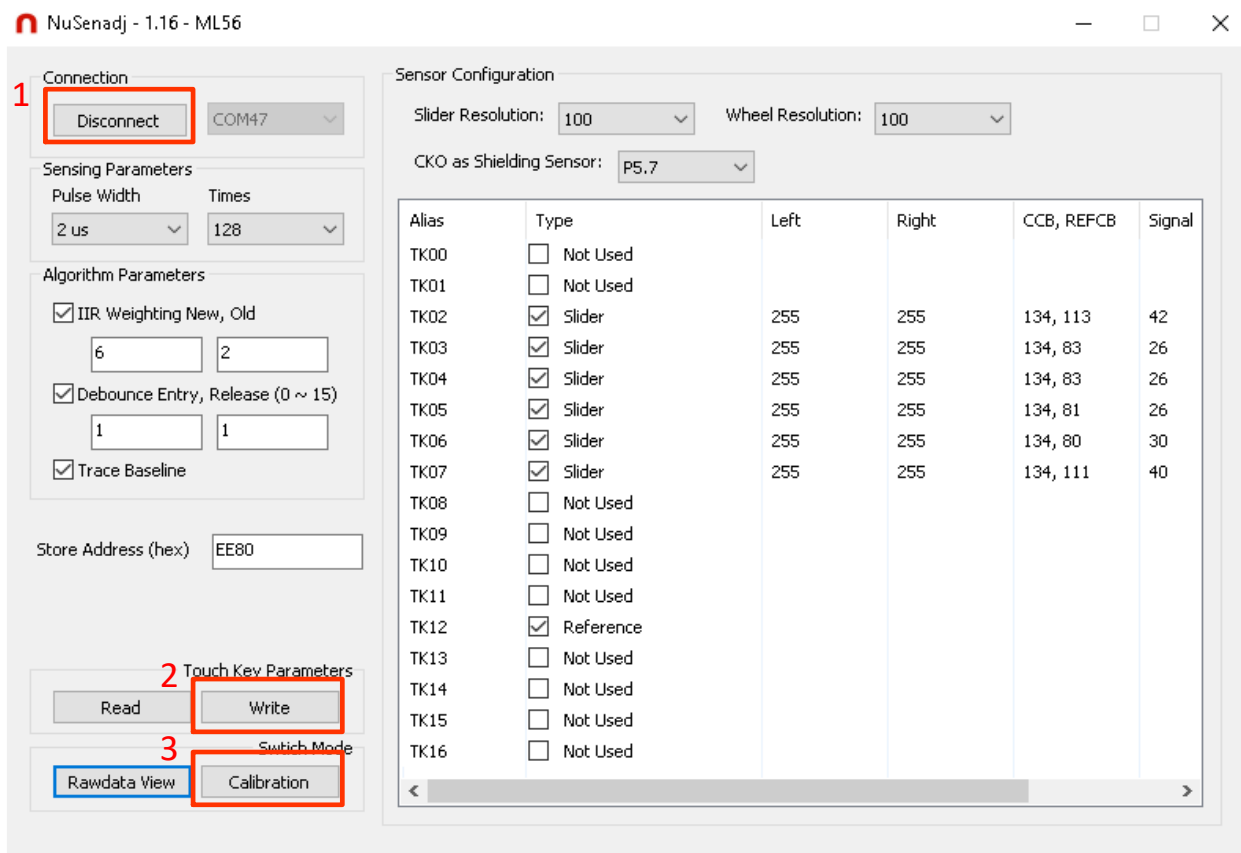 NuSenadj - 1.16 - ML56
Connection
1
Disconnect COM47
Sensing Parameters
Pulse Width Times
2 us 128
Algorithm Parameters
IIR Weighting New, Old
6 2
Debounce Entry, Release (0 ~ 15)
1 1
Trace Baseline
Store Address (hex) EE80
2 Touch Key Parameters
Read Write
3 Swtich Mode
Rawdata View Calibration
Sensor Configuration
Slider Resolution: 100 Wheel Resolution: 100
CKO as Shielding Sensor: P5.7
Alias Type Left Right CCB, REFCB Signal
TK00 Not Used
TK01 Not Used
TK02 Slider 255 255 134, 113 42
TK03 Slider 255 255 134, 83 26
TK04 Slider 255 255 134, 83 26
TK05 Slider 255 255 134, 81 26
TK06 Slider 255 255 134, 80 30
TK07 Slider 255 255 134, 111 40
TK08 Not Used
TK09 Not Used
TK10 Not Used
TK11 Not Used
TK12 Reference
TK13 Not Used
TK14 Not Used
TK15 Not Used
TK16 Not Used